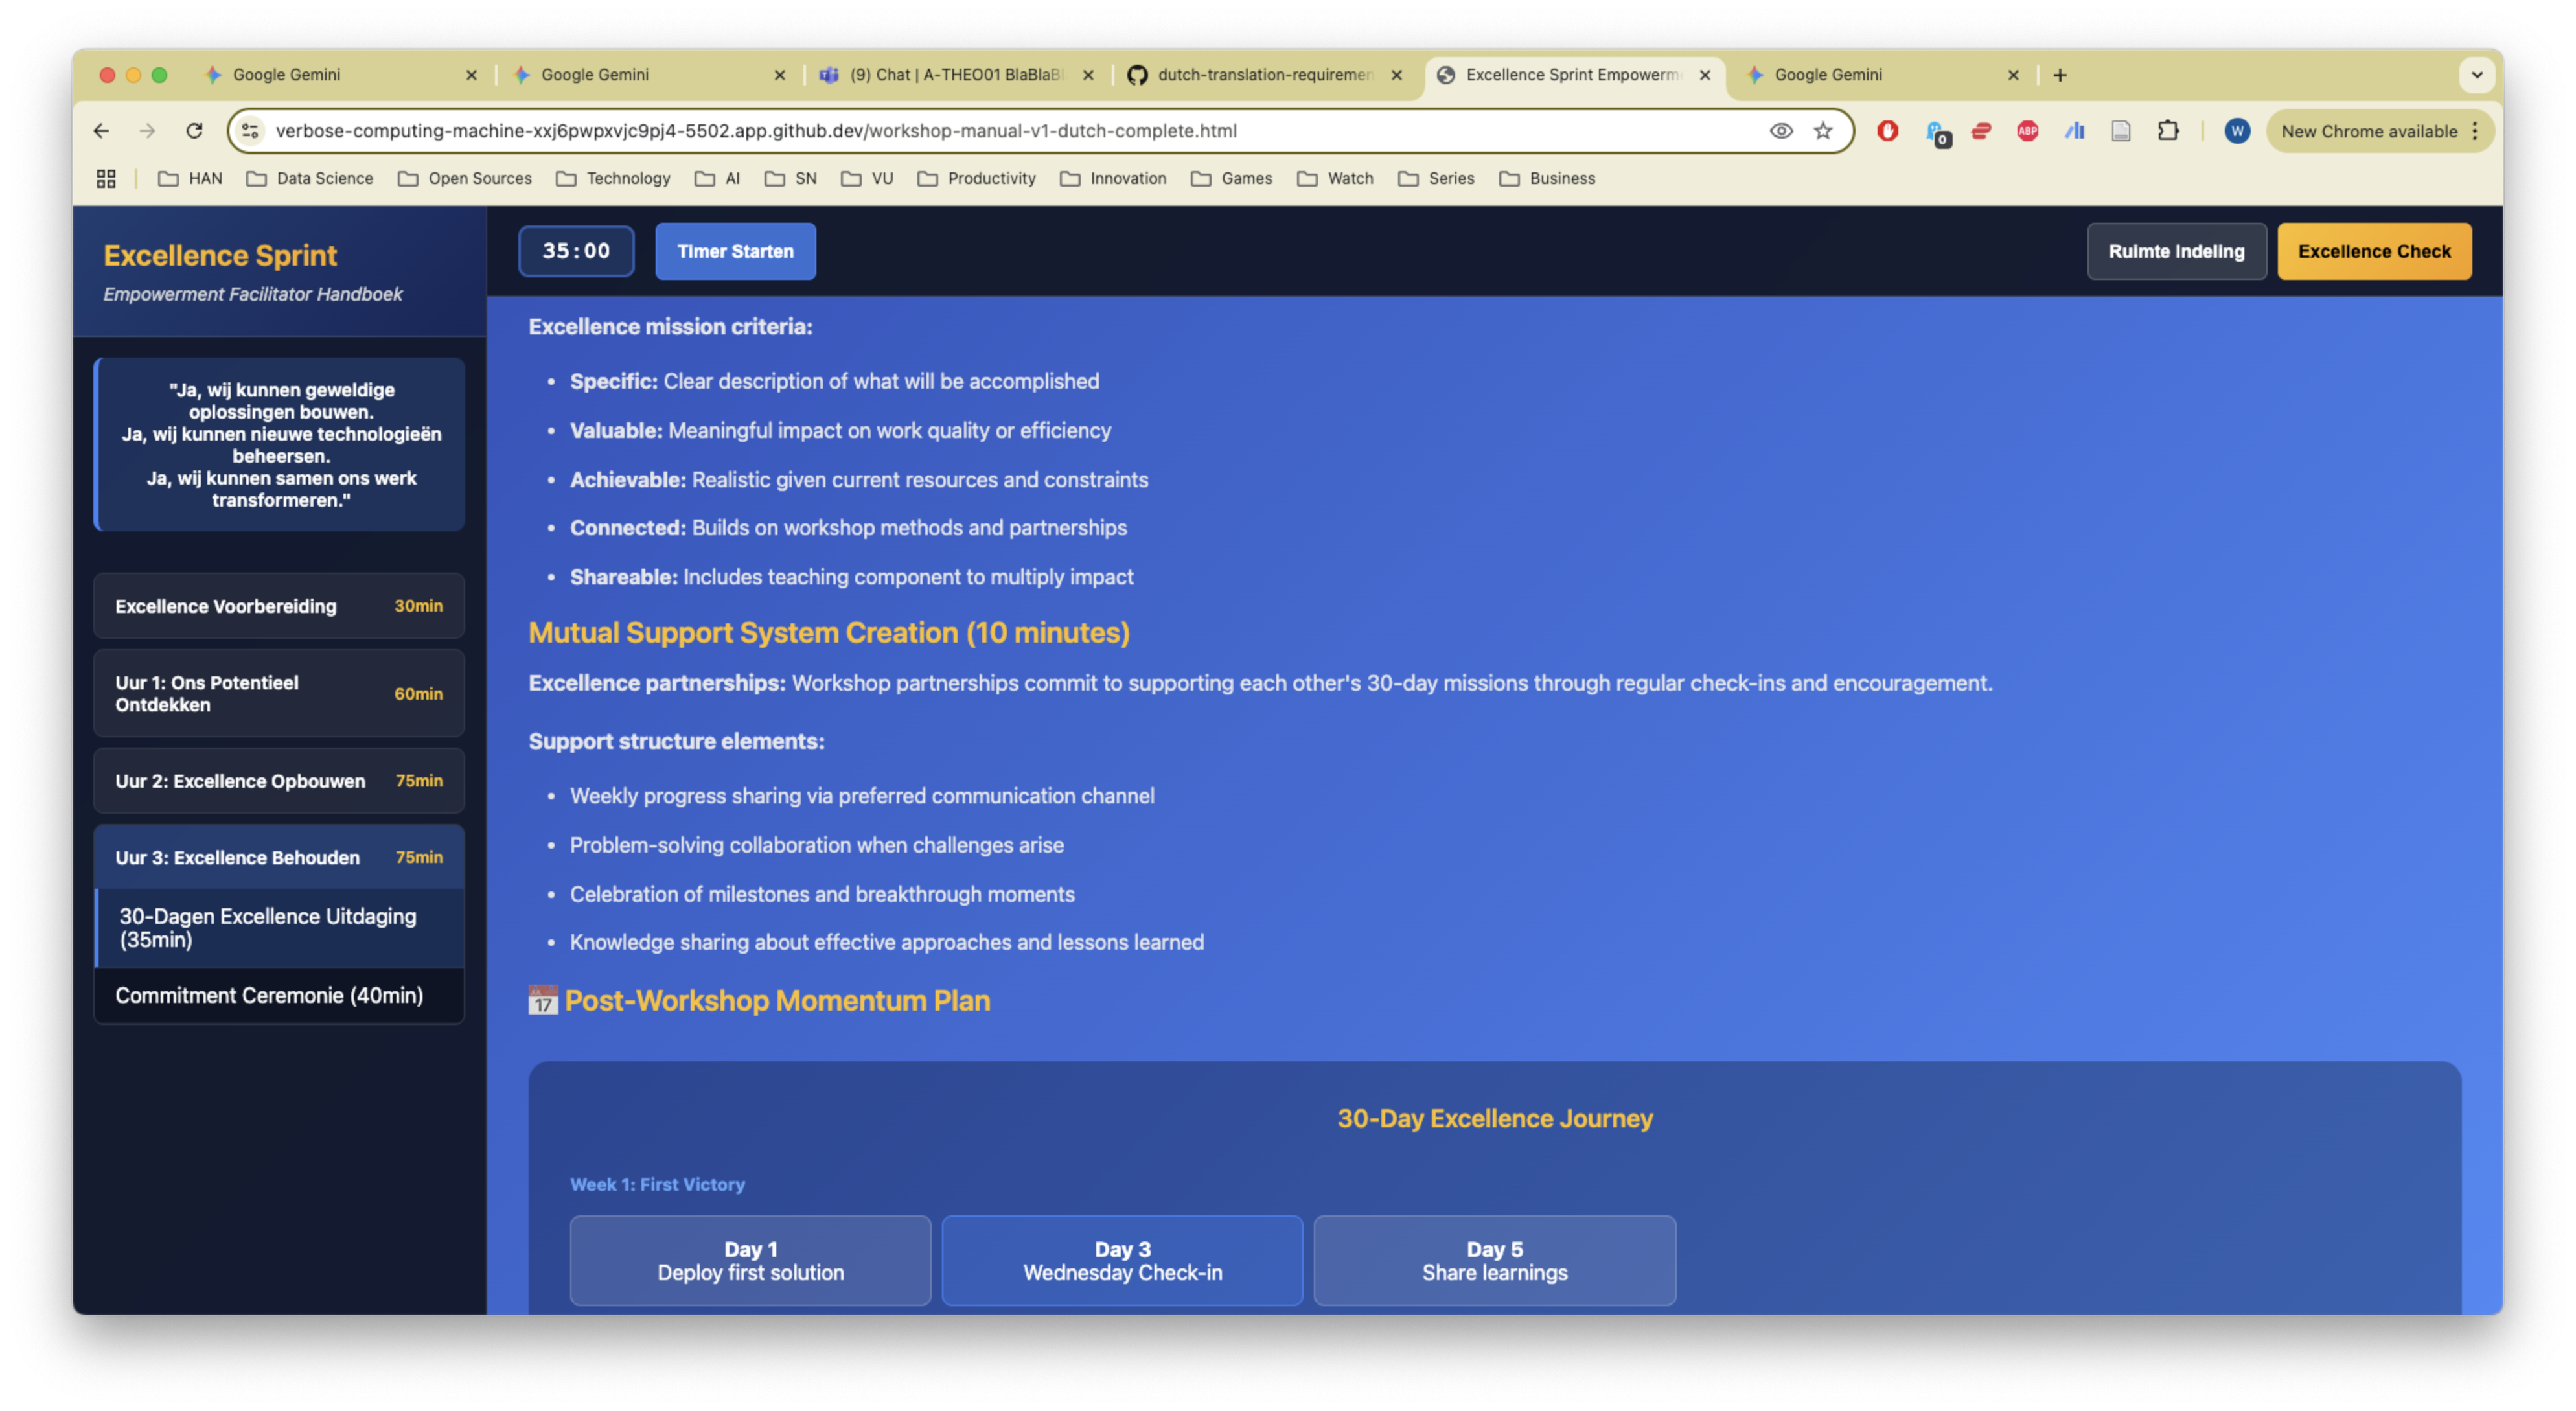 Google Gemini
Google Gemini
(9) Chat | A-THEO01 BlaBlaB
dutch-translation-requiremen
Excellence Sprint Empowerm
Google Gemini
verbose-computing-machine-xxj6pwpxvjc9pj4-5502.app.github.dev/workshop-manual-v1-dutch-complete.html
0
ABP
W
New Chrome available
HAN
Data Science
Open Sources
Technology
AI
SN
VU
Productivity
Innovation
Games
Watch
Series
Business
Excellence Sprint
Empowerment Facilitator Handboek
"Ja, wij kunnen geweldige
oplossingen bouwen.
Ja, wij kunnen nieuwe technologieën
beheersen.
Ja, wij kunnen samen ons werk
transformeren."
Excellence Voorbereiding 30min
Uur 1: Ons Potentieel
Ontdekken 60min
Uur 2: Excellence Opbouwen 75min
Uur 3: Excellence Behouden 75min
30-Dagen Excellence Uitdaging
(35min)
Commitment Ceremonie (40min)
35:00
Timer Starten
Ruimte Indeling
Excellence Check
Excellence mission criteria:
• Specific: Clear description of what will be accomplished
• Valuable: Meaningful impact on work quality or efficiency
• Achievable: Realistic given current resources and constraints
• Connected: Builds on workshop methods and partnerships
• Shareable: Includes teaching component to multiply impact
Mutual Support System Creation (10 minutes)
Excellence partnerships: Workshop partnerships commit to supporting each other's 30-day missions through regular check-ins and encouragement.
Support structure elements:
• Weekly progress sharing via preferred communication channel
• Problem-solving collaboration when challenges arise
• Celebration of milestones and breakthrough moments
• Knowledge sharing about effective approaches and lessons learned
📅 Post-Workshop Momentum Plan
30-Day Excellence Journey
Week 1: First Victory
Day 1
Deploy first solution
Day 3
Wednesday Check-in
Day 5
Share learnings